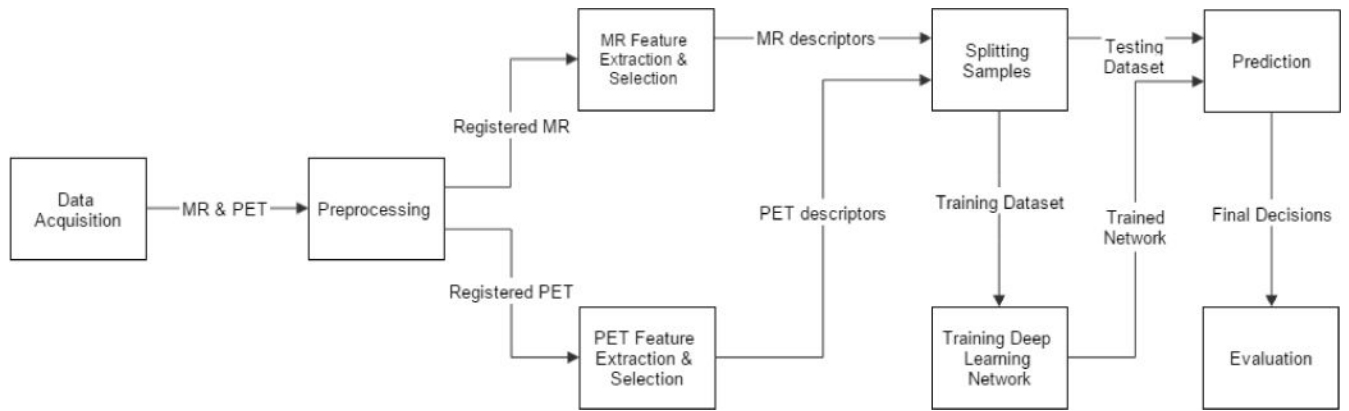 MR Feature
Extraction &
Selection
MR descriptors
Splitting
Samples
Testing
Dataset
Prediction
Registered MR
Data
Acquisition
MR & PET
Preprocessing
PET descriptors
Training Dataset
Trained
Network
Final Decisions
Registered PET
PET Feature
Extraction &
Selection
Training Deep
Learning
Network
Evaluation